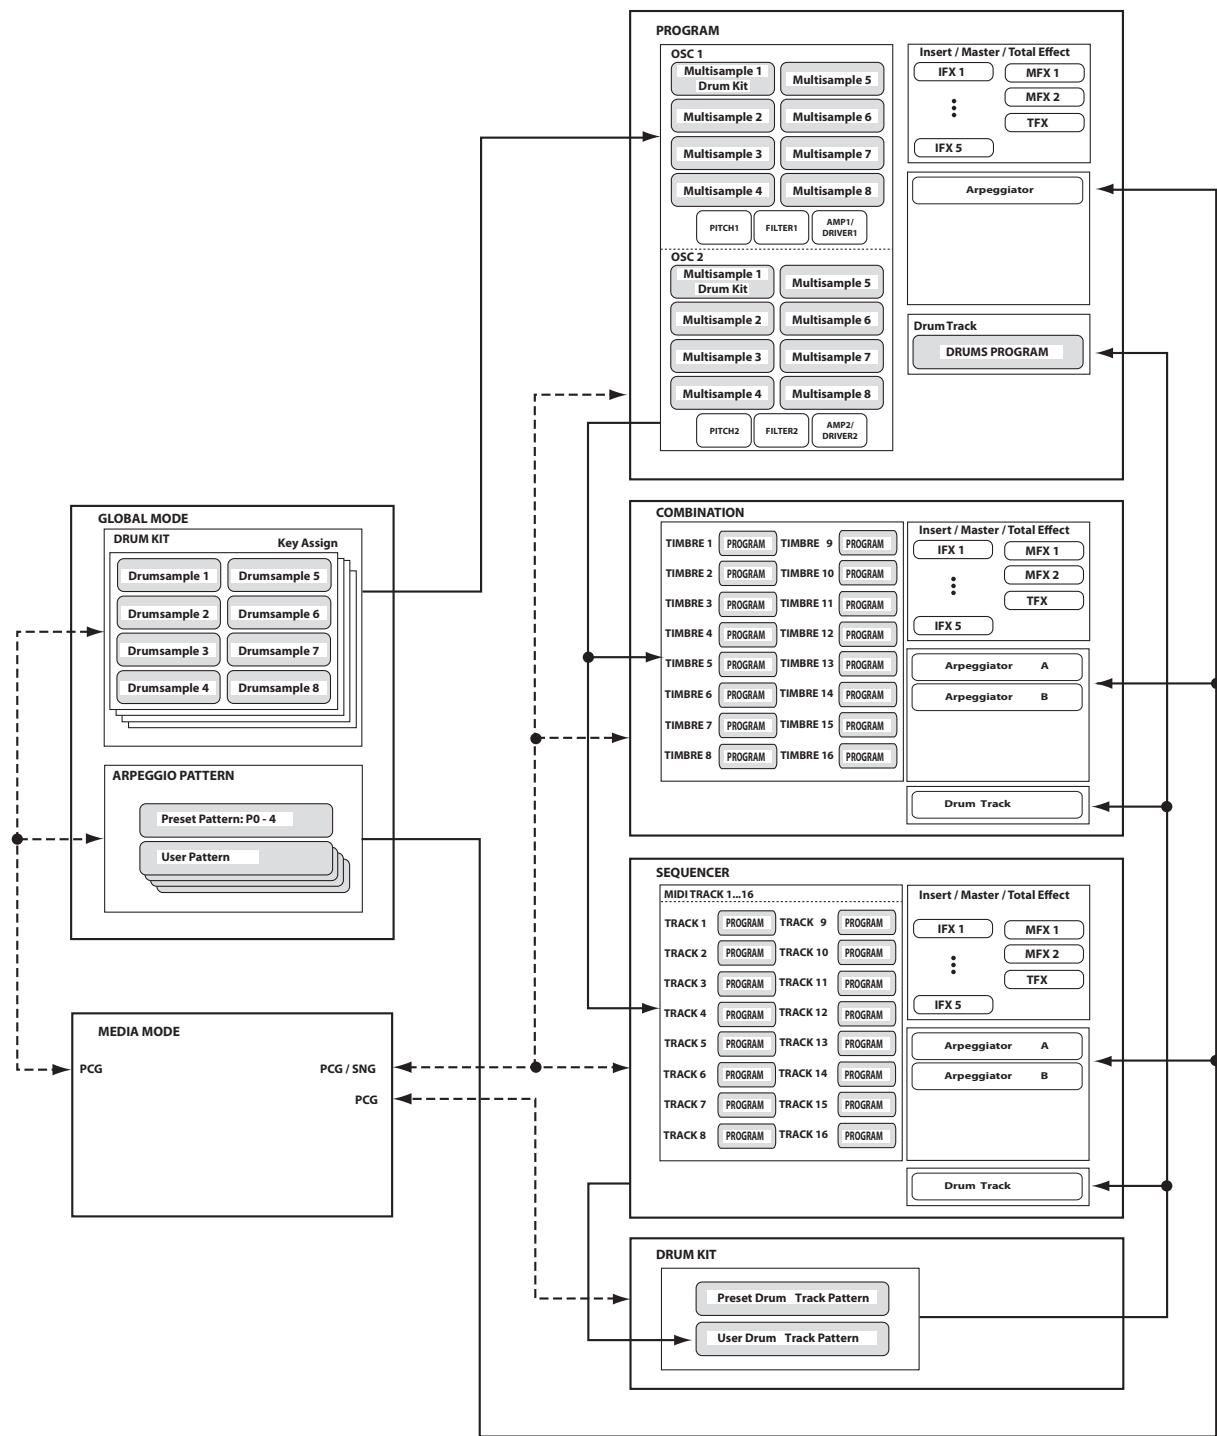 PROGRAM
OSC 1
Multisample 1
Drum Kit
Multisample 5
Multisample 2
Multisample 6
Multisample 3
Multisample 7
Multisample 4
Multisample 8
PITCH1
FILTER1
AMP1/
DRIVER1
OSC 2
Multisample 1
Drum Kit
Multisample 5
Multisample 2
Multisample 6
Multisample 3
Multisample 7
Multisample 4
Multisample 8
PITCH2
FILTER2
AMP2/
DRIVER2
Insert / Master / Total Effect
IFX 1
MFX 1
MFX 2
TFX
IFX 5
Arpeggiator
Drum Track
DRUMS PROGRAM
GLOBAL MODE
DRUM KIT
Key Assign
Drumsample 1
Drumsample 5
Drumsample 2
Drumsample 6
Drumsample 3
Drumsample 7
Drumsample 4
Drumsample 8
ARPEGGIO PATTERN
Preset Pattern: P0 - 4
User Pattern
COMBINATION
TIMBRE 1 PROGRAM TIMBRE 9 PROGRAM
TIMBRE 2 PROGRAM TIMBRE 10 PROGRAM
TIMBRE 3 PROGRAM TIMBRE 11 PROGRAM
TIMBRE 4 PROGRAM TIMBRE 12 PROGRAM
TIMBRE 5 PROGRAM TIMBRE 13 PROGRAM
TIMBRE 6 PROGRAM TIMBRE 14 PROGRAM
TIMBRE 7 PROGRAM TIMBRE 15 PROGRAM
TIMBRE 8 PROGRAM TIMBRE 16 PROGRAM
Insert / Master / Total Effect
IFX 1
MFX 1
MFX 2
TFX
IFX 5
Arpeggiator A
Arpeggiator B
Drum Track
MEDIA MODE
PCG
PCG / SNG
PCG
SEQUENCER
MIDI TRACK 1...16
TRACK 1 PROGRAM TRACK 9 PROGRAM
TRACK 2 PROGRAM TRACK 10 PROGRAM
TRACK 3 PROGRAM TRACK 11 PROGRAM
TRACK 4 PROGRAM TRACK 12 PROGRAM
TRACK 5 PROGRAM TRACK 13 PROGRAM
TRACK 6 PROGRAM TRACK 14 PROGRAM
TRACK 7 PROGRAM TRACK 15 PROGRAM
TRACK 8 PROGRAM TRACK 16 PROGRAM
Insert / Master / Total Effect
IFX 1
MFX 1
MFX 2
TFX
IFX 5
Arpeggiator A
Arpeggiator B
Drum Track
DRUM KIT
Preset Drum Track Pattern
User Drum Track Pattern